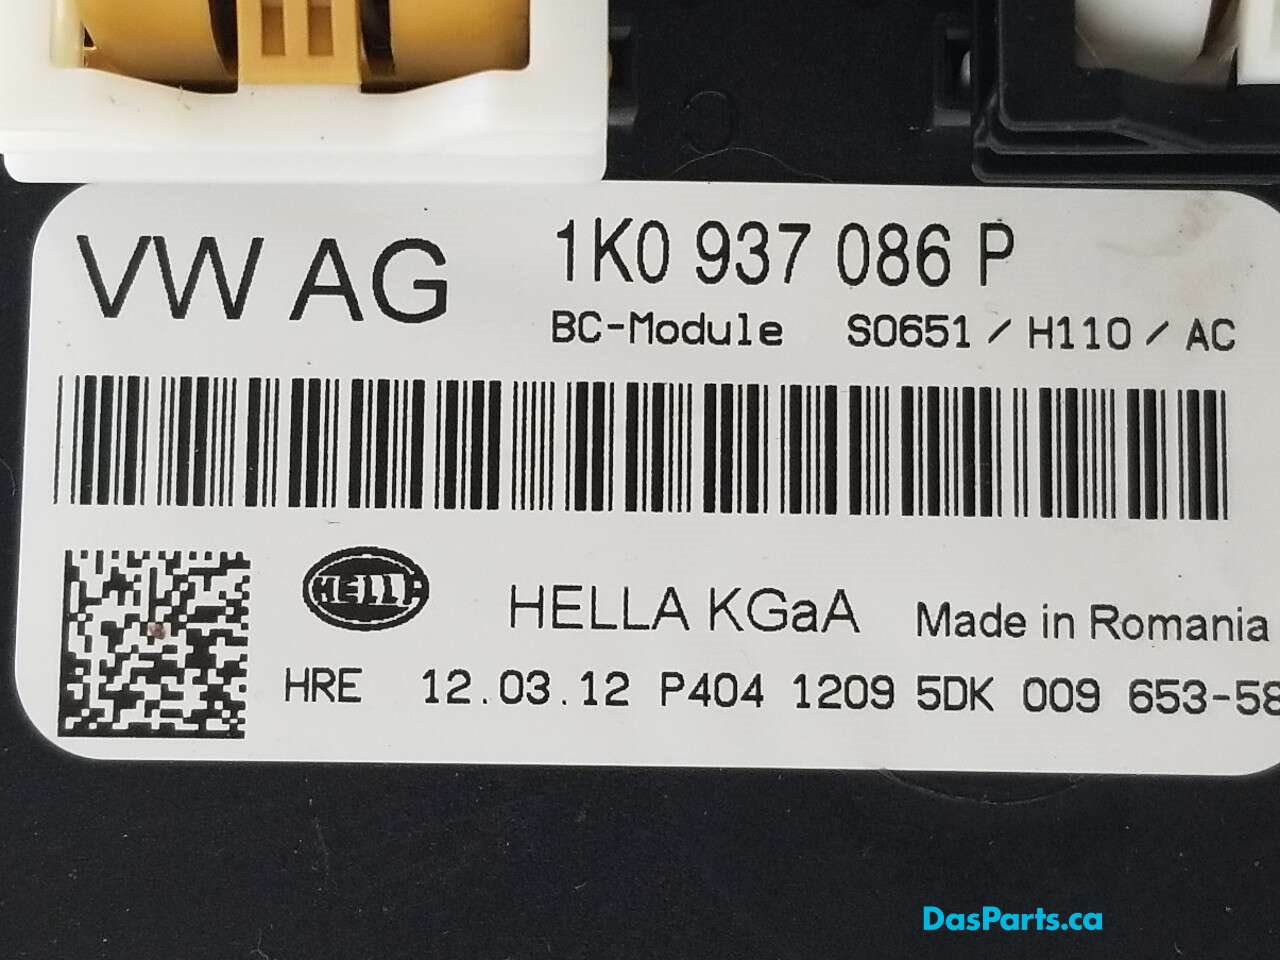 VW AG 1K0 937 086 P
BC-Module S0651 / H110 / AC
HELLA
HELLA KGaA Made in Romania
HRE 12.03.12 P404 1209 5DK 009 653-58
DasParts.ca